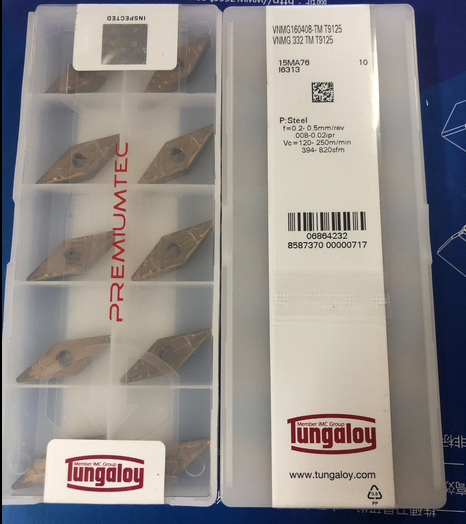 INSPECTED
PREMIUMTEC
Member IMC Group
Tungaloy
VNMG160408-TM T9125
VNMG 332 TM T9125
15MA76 10
I6313
P:Steel
f=0.2- 0.5mm/rev
008-0.02ipr
Vc=120- 250m/min
394- 820sfm
06864232
8587370 00000717
Member IMC Group
Tungaloy
www.tungaloy.com
PP